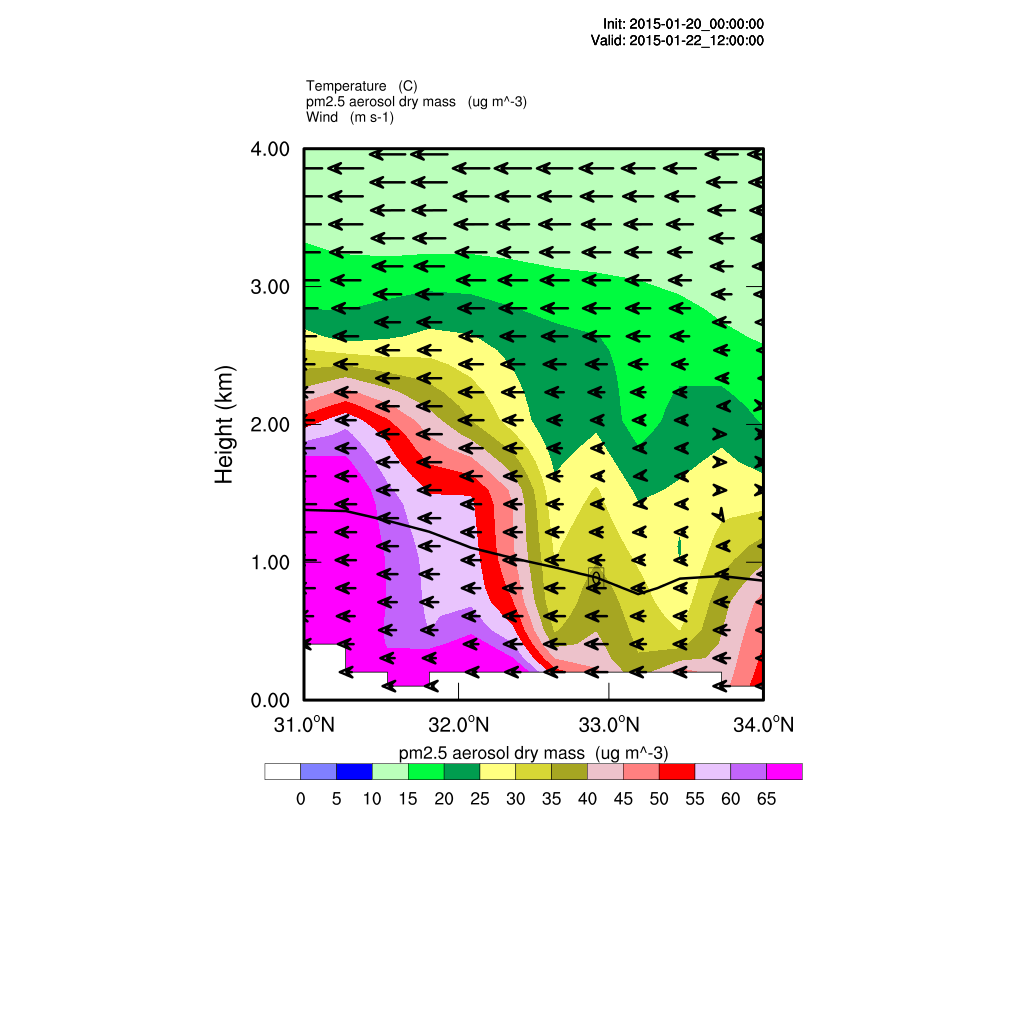 Init: 2015-01-20_00:00:00
Valid: 2015-01-22_12:00:00
Temperature (C)
pm2.5 aerosol dry mass (ug m^-3)
Wind (m s-1)
4.00
3.00
2.00
1.00
0.00
Height (km)
0
31.0°N 32.0°N 33.0°N 34.0°N
pm2.5 aerosol dry mass (ug m^-3)
0 5 10 15 20 25 30 35 40 45 50 55 60 65